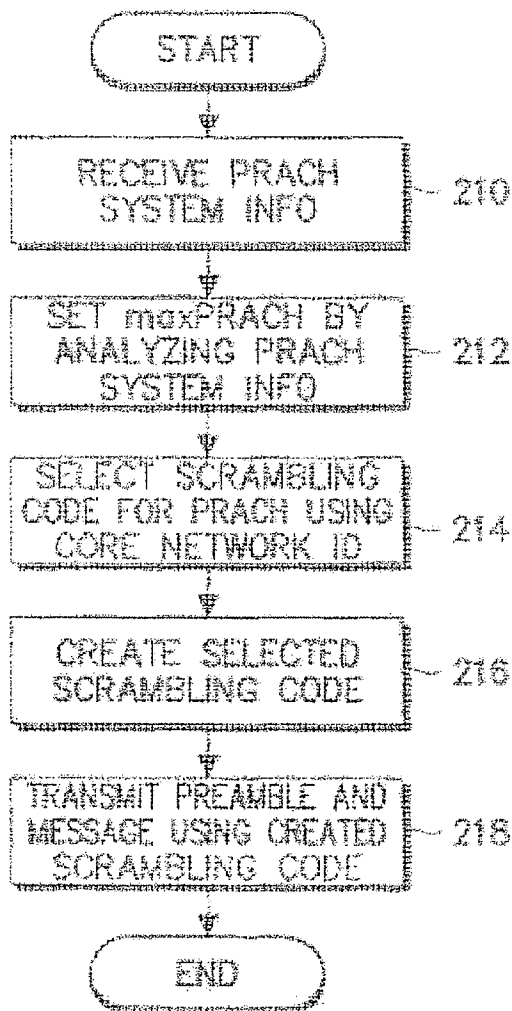 START
RECEIVE PRACH
SYSTEM INFO
210
SET maxPRACH BY
ANALYZING PRACH
SYSTEM INFO
212
SELECT SCRAMBLING
CODE FOR PRACH USING
CORE NETWORK ID
214
CREATE SELECTED
SCRAMBLING CODE
216
TRANSMIT PREAMBLE AND
MESSAGE USING CREATED
SCRAMBLING CODE
218
END